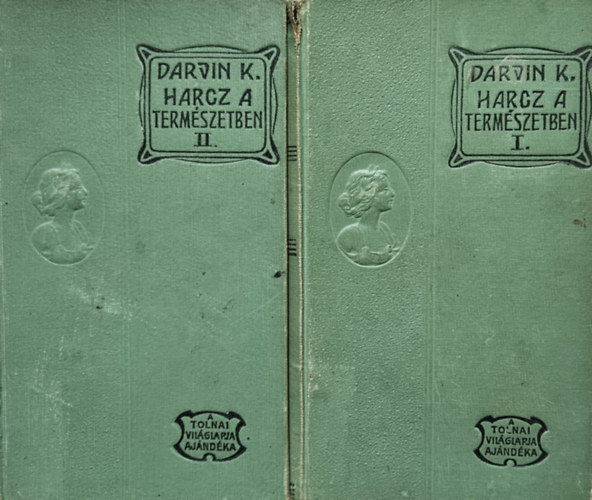 DARVIN K.
HARCZ A
TERMÉSZETBEN
II.
A
TOLNAI
VILÁGLAPJA
AJÁNDÉKA
DARVIN K.
HARCZ A
TERMÉSZETBEN
I.
A
TOLNAI
VILÁGLAPJA
AJÁNDÉKA